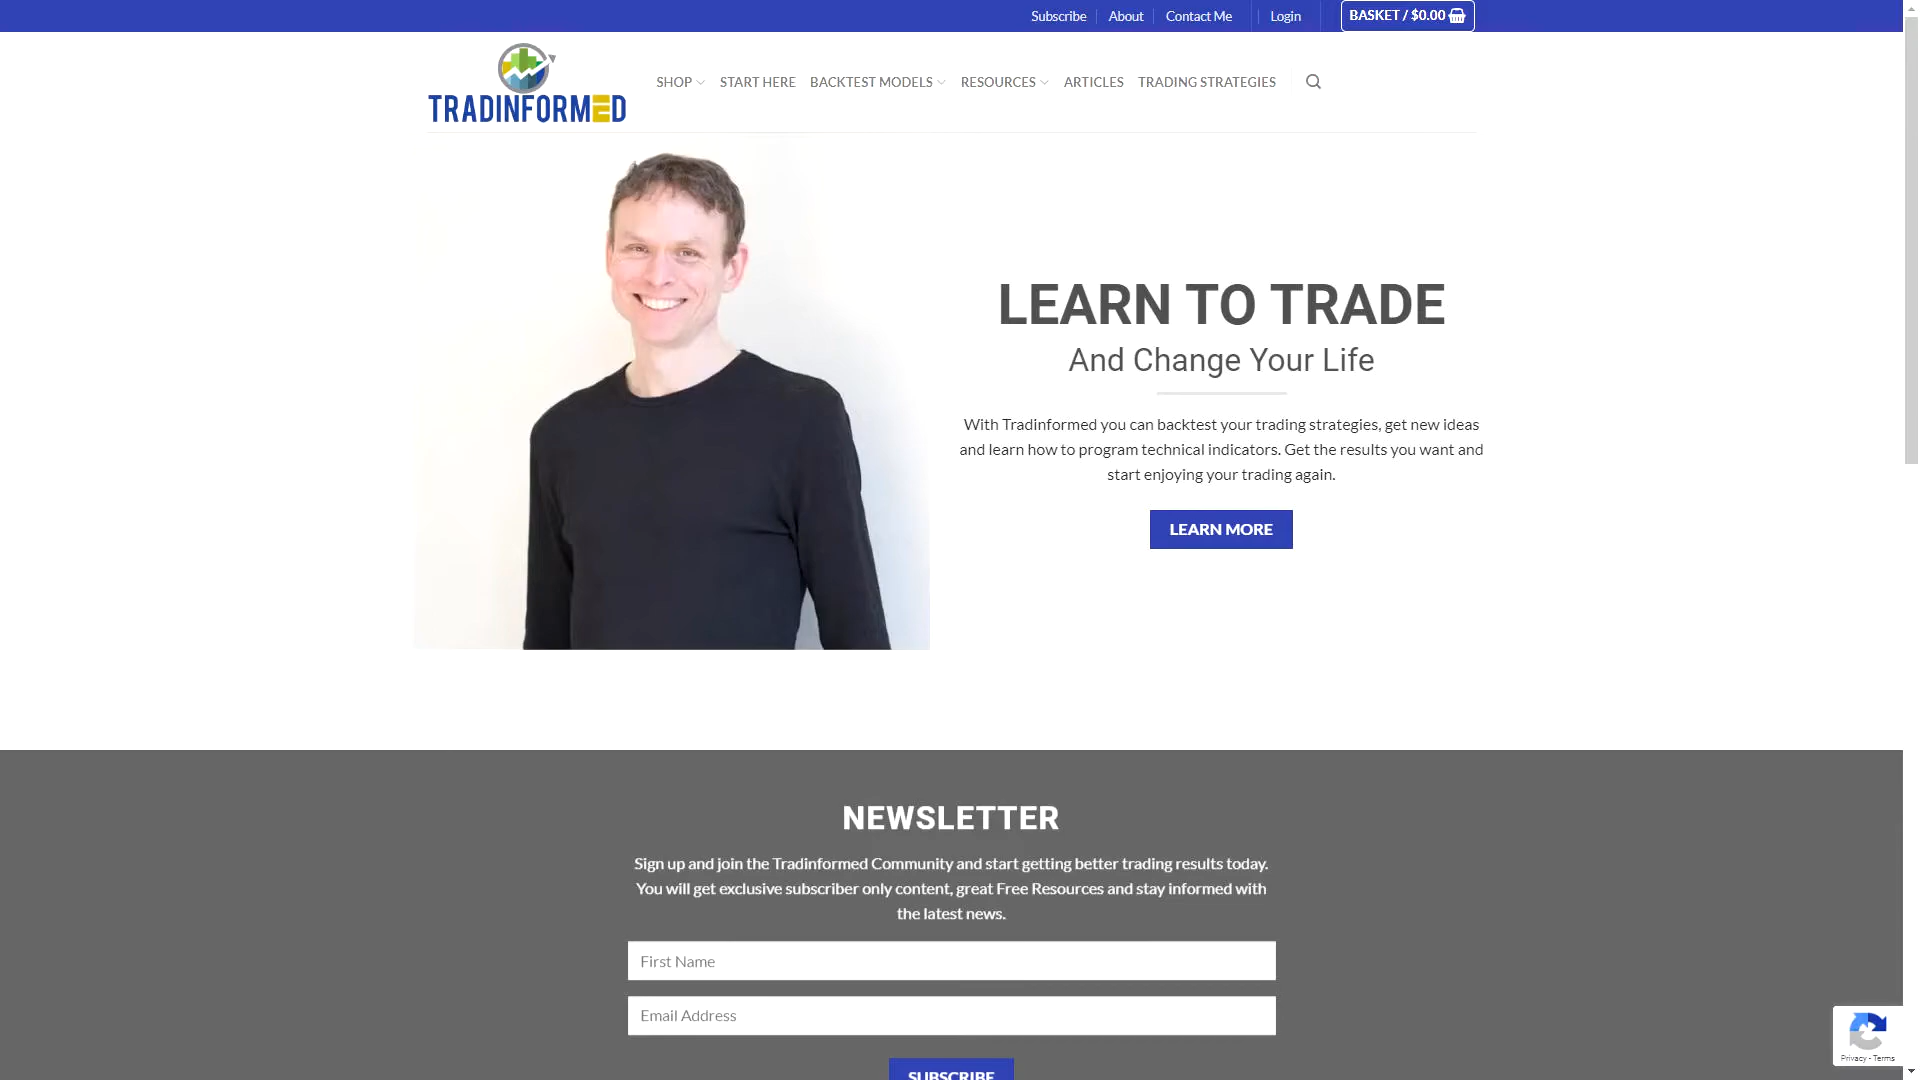 Subscribe
About
Contact Me
Login
BASKET / $0.00
TRADINFORMED
SHOP
START HERE
BACKTEST MODELS
RESOURCES
ARTICLES
TRADING STRATEGIES
LEARN TO TRADE
And Change Your Life
With Tradinformed you can backtest your trading strategies, get new ideas
and learn how to program technical indicators. Get the results you want and
start enjoying your trading again.
LEARN MORE
NEWSLETTER
Sign up and join the Tradinformed Community and start getting better trading results today.
You will get exclusive subscriber only content, great Free Resources and stay informed with
the latest news.
First Name
Email Address
SUBSCRIBE
Privacy - Terms